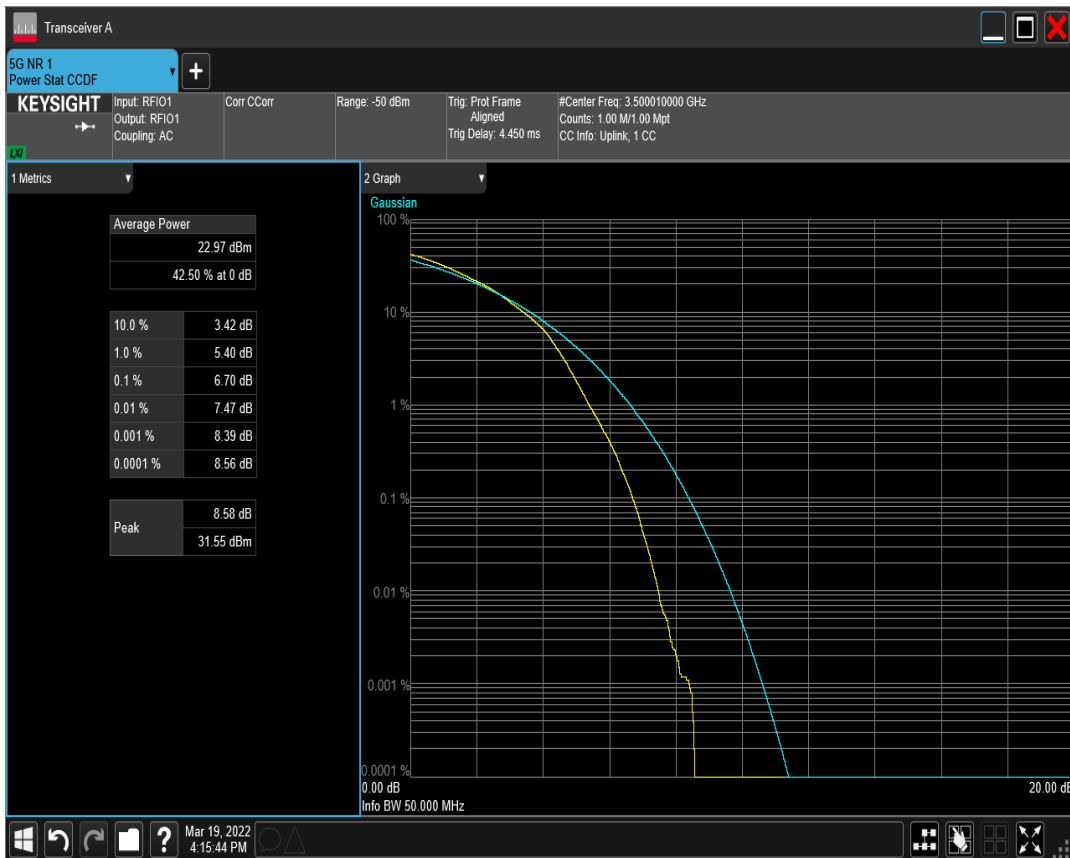 Transceiver A
5G NR 1
Power Stat CCDF
KEYSIGHT
LXI
Input: RFIO1
Output: RFIO1
Coupling: AC
Corr CCorr
Range: -50 dBm
Trig: Prot Frame
Aligned
Trig Delay: 4.450 ms
#Center Freq: 3.500010000 GHz
Counts: 1.00 M/1.00 Mpt
CC Info: Uplink, 1 CC
1 Metrics
Average Power
22.97 dBm
42.50 % at 0 dB
10.0 % 3.42 dB
1.0 % 5.40 dB
0.1 % 6.70 dB
0.01 % 7.47 dB
0.001 % 8.39 dB
0.0001 % 8.56 dB
Peak 8.58 dB
31.55 dBm
2 Graph
Gaussian
100 %
10 %
1 %
0.1 %
0.01 %
0.001 %
0.0001 %
0.00 dB 20.00 dB
Info BW 50.000 MHz
?
Mar 19, 2022
4:15:44 PM